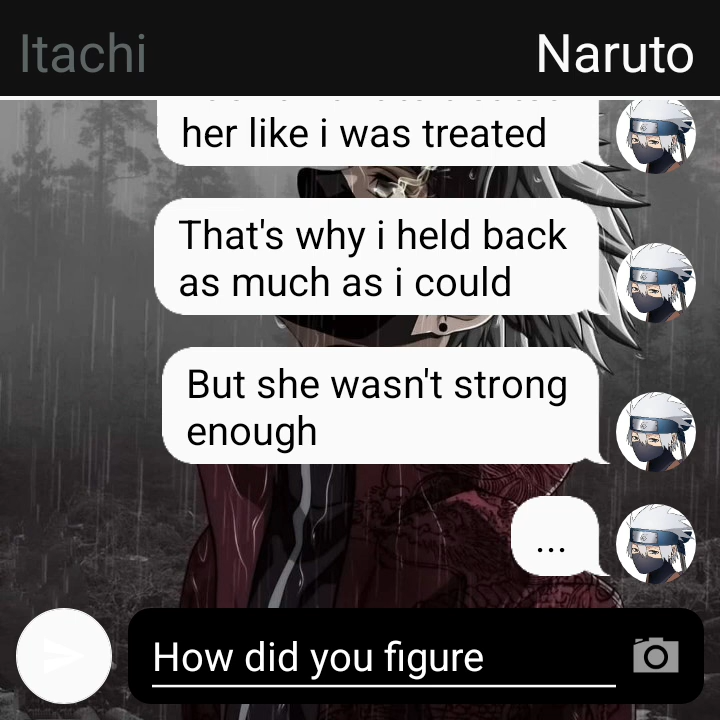 Itachi
Naruto
her like i was treated
That's why i held back
as much as i could
But she wasn't strong
enough
...
How did you figure